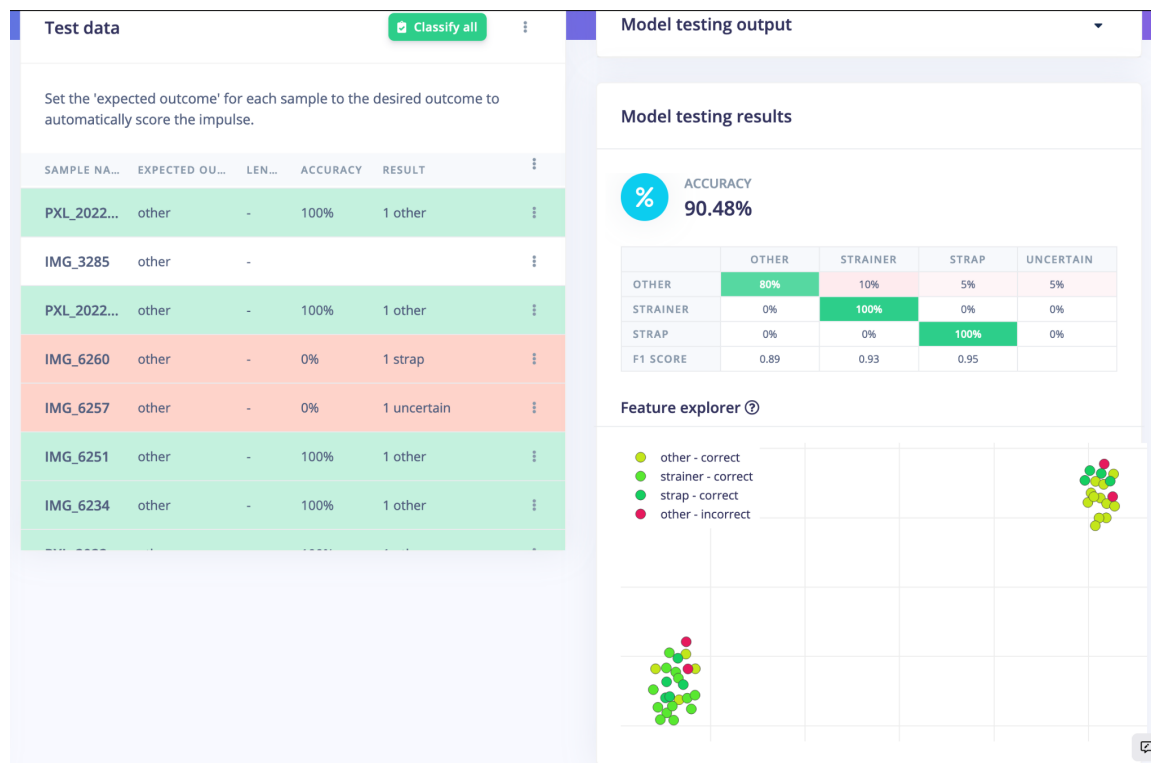 Test data
Classify all
Set the 'expected outcome' for each sample to the desired outcome to
automatically score the impulse.
SAMPLE NA... EXPECTED OU... LEN... ACCURACY RESULT
PXL_2022... other - 100% 1 other
IMG_3285 other -
PXL_2022... other - 100% 1 other
IMG_6260 other - 0% 1 strap
IMG_6257 other - 0% 1 uncertain
IMG_6251 other - 100% 1 other
IMG_6234 other - 100% 1 other
Model testing output
Model testing results
%
ACCURACY
90.48%
OTHER STRAINER STRAP UNCERTAIN
OTHER 80% 10% 5% 5%
STRAINER 0% 100% 0% 0%
STRAP 0% 0% 100% 0%
F1 SCORE 0.89 0.93 0.95
Feature explorer ?
other - correct
strainer - correct
strap - correct
other - incorrect